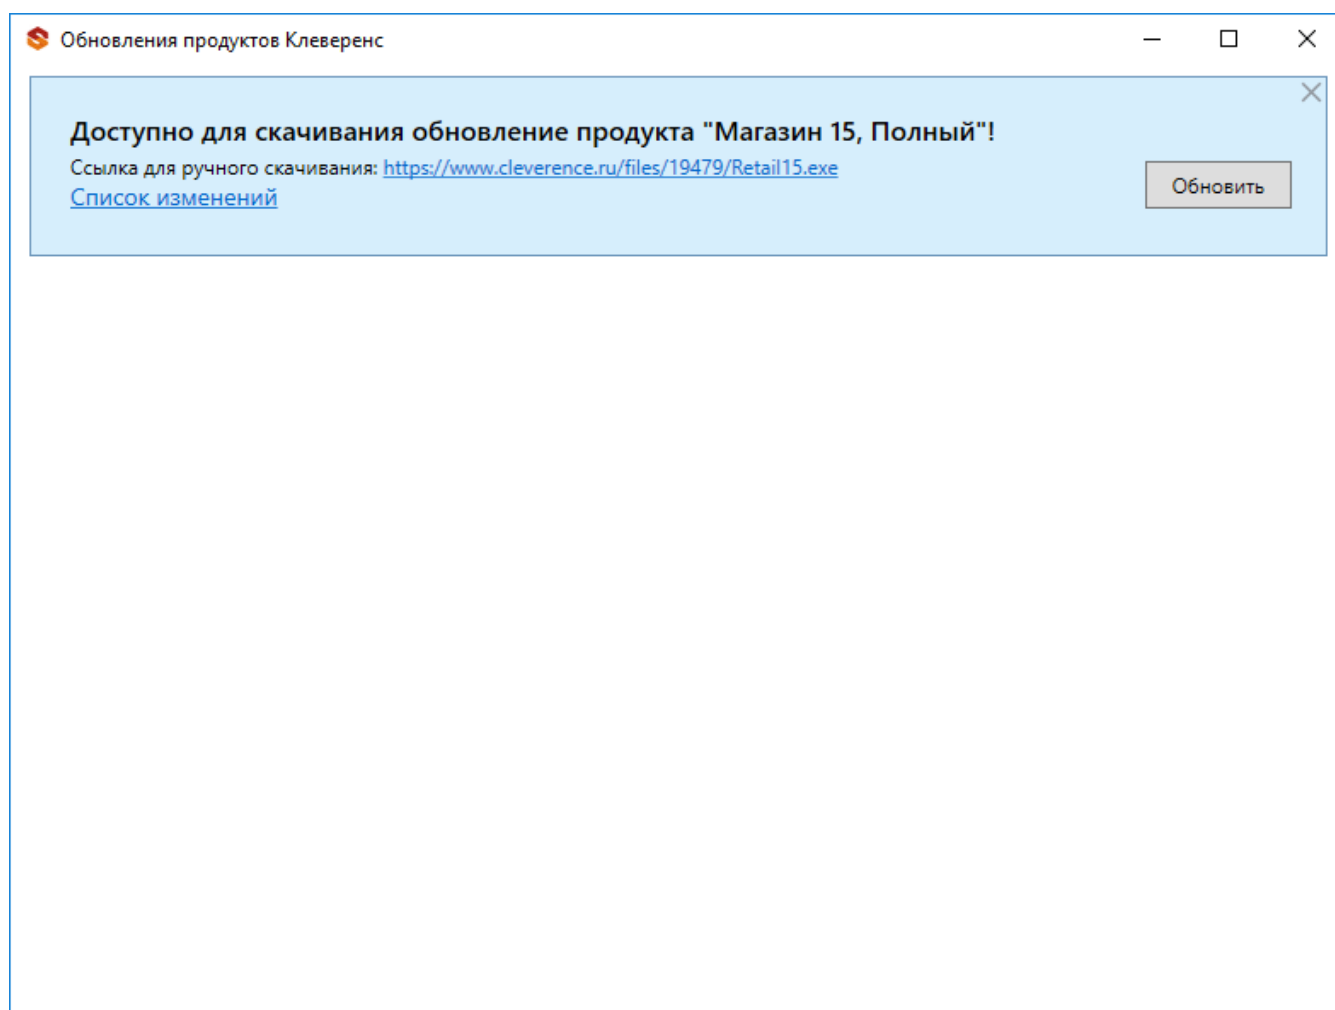 Обновления продуктов Клеверенс
Доступно для скачивания обновление продукта "Магазин 15, Полный"!
Ссылка для ручного скачивания: https://www.cleverence.ru/files/19479/Retail15.exe
Список изменений
Обновить